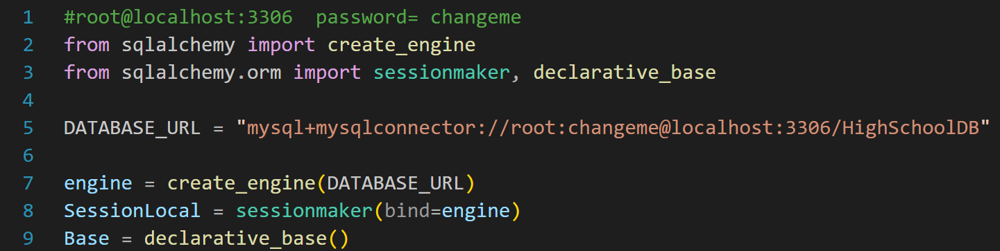 1 #root@localhost:3306  password= changeme
2 from sqlalchemy import create_engine
3 from sqlalchemy.orm import sessionmaker, declarative_base
4
5 DATABASE_URL = "mysql+mysqlconnector://root:changeme@localhost:3306/HighSchoolDB"
6
7 engine = create_engine(DATABASE_URL)
8 SessionLocal = sessionmaker(bind=engine)
9 Base = declarative_base()